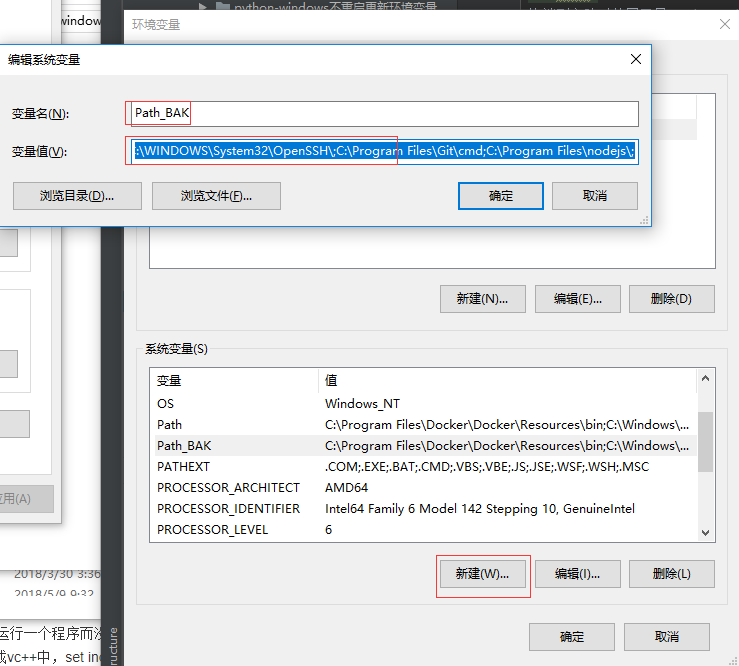 python-windows不重启更新环境变量
window
环境变量
编辑系统变量
变量名(N):
Path_BAK
变量值(V):
:\WINDOWS\System32\OpenSSH\;C:\Program Files\Git\cmd;C:\Program Files\nodejs\;
浏览目录(D)...
浏览文件(F)...
确定
取消
新建(N)...
编辑(E)...
删除(D)
系统变量(S)
变量 值
OS Windows_NT
Path C:\Program Files\Docker\Docker\Resources\bin;C:\Windows\...
Path_BAK C:\Program Files\Docker\Docker\Resources\bin;C:\Windows\...
PATHEXT .COM;.EXE;.BAT;.CMD;.VBS;.VBE;.JS;.JSE;.WSF;.WSH;.MSC
PROCESSOR_ARCHITECT AMD64
PROCESSOR_IDENTIFIER Intel64 Family 6 Model 142 Stepping 10, GenuineIntel
PROCESSOR_LEVEL 6
应用(A)
新建(W)...
编辑(I)...
删除(L)
2018/3/30 3:36
2018/5/9 9:32
确定
取消
运行一个程序而没
载vc++中，set inc
ructure